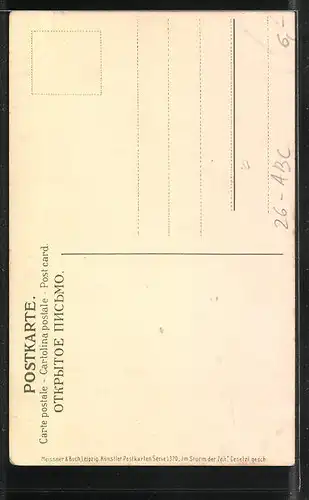 POSTKARTE.
Carte postale - Cartolina postale - Post card.
ОТКРЫТОЕ ПИСЬМО.
Meissner & Buch, Leipzig. Künstler Postkarten Serie 1370. „Im Sturm der Zeit" Gesetzl. gesch.
26 - ABC
6,-